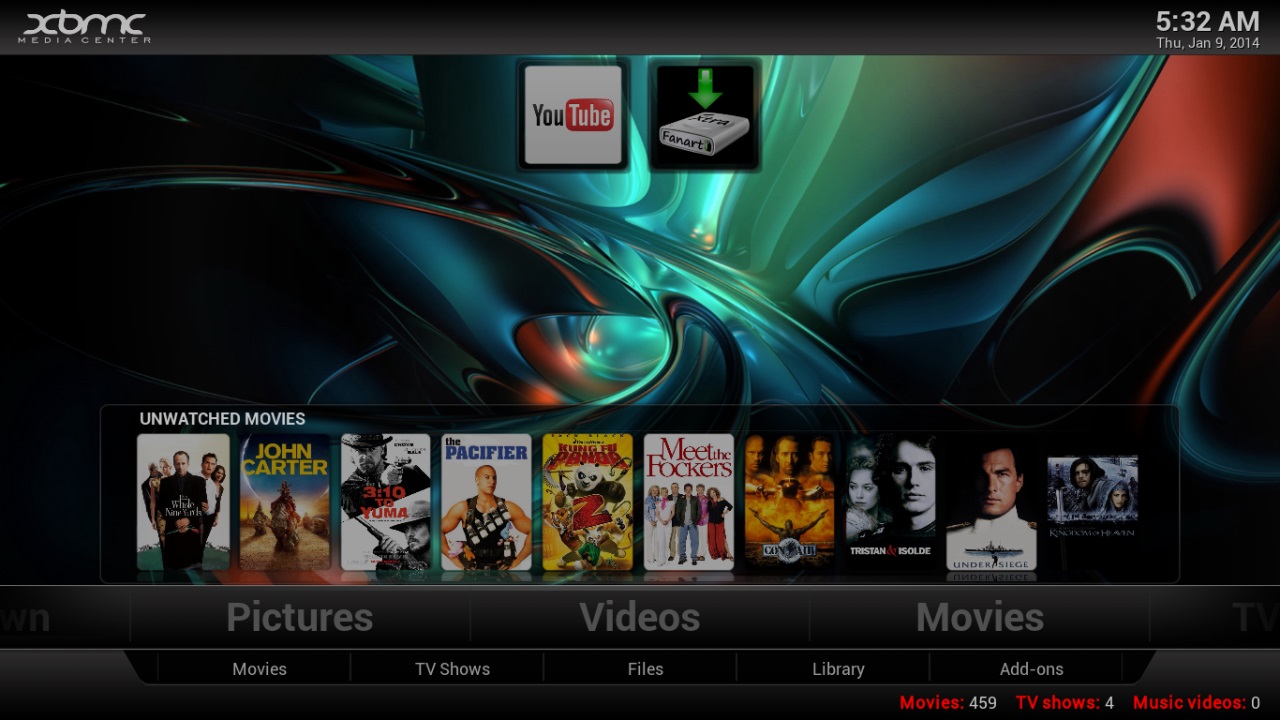 xbmc
MEDIA CENTER
5:32 AM
Thu, Jan 9, 2014
YouTube
Xtra
Fanart
UNWATCHED MOVIES
The
Whole
Nine Yards
JOHN
CARTER
CROWE
BALE
3:10
TO
YUMA
the
PACIFIER
KUNG FU
PANDA
2
Meet the
Fockers
CON AIR
TRISTAN & ISOLDE
UNDER SIEGE
KINGDOM OF HEAVEN
wn
Pictures
Videos
Movies
TV
Movies
TV Shows
Files
Library
Add-ons
Movies: 459 TV shows: 4 Music videos: 0